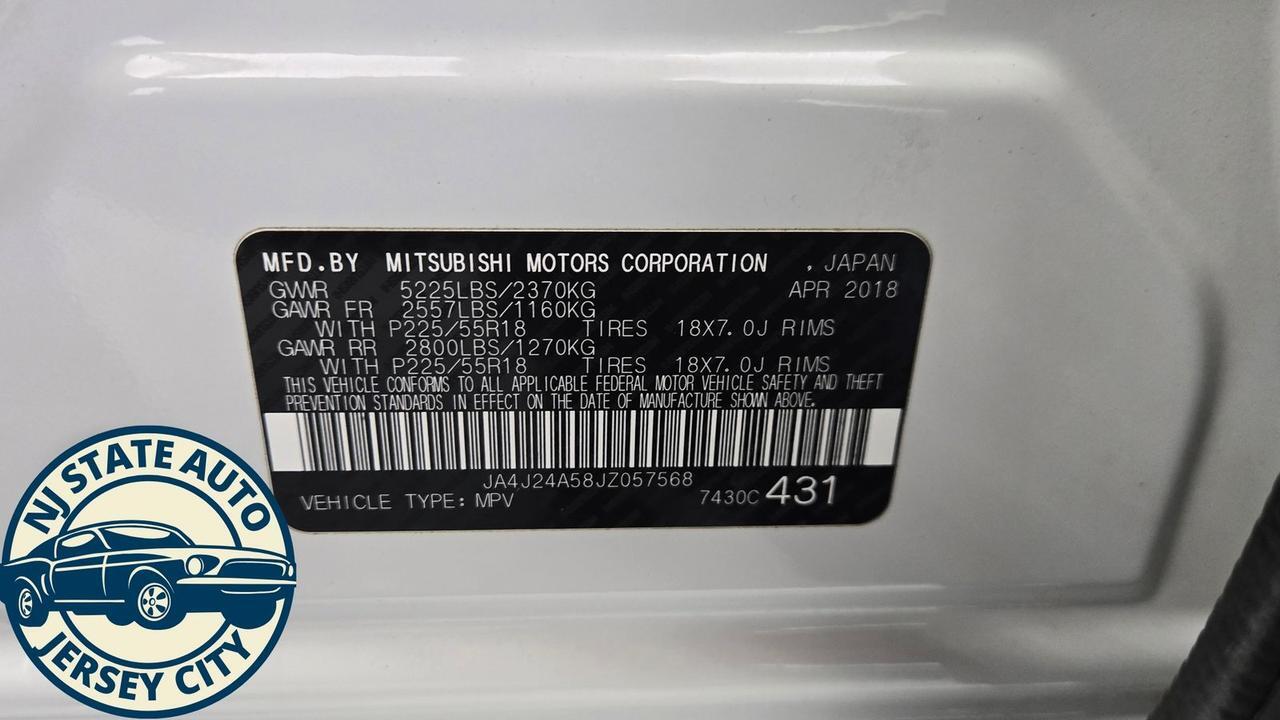 MFD.BY MITSUBISHI MOTORS CORPORATION , JAPAN
GVWR 5225LBS/2370KG APR 2018
GAWR FR 2557LBS/1160KG
WITH P225/55R18 TIRES 18X7.0J RIMS
GAWR RR 2800LBS/1270KG
WITH P225/55R18 TIRES 18X7.0J RIMS
THIS VEHICLE CONFORMS TO ALL APPLICABLE FEDERAL MOTOR VEHICLE SAFETY AND THEFT
PREVENTION STANDARDS IN EFFECT ON THE DATE OF MANUFACTURE SHOWN ABOVE.
JA4J24A58JZ057568
VEHICLE TYPE: MPV 7430C 431
NJ STATE AUTO
JERSEY CITY